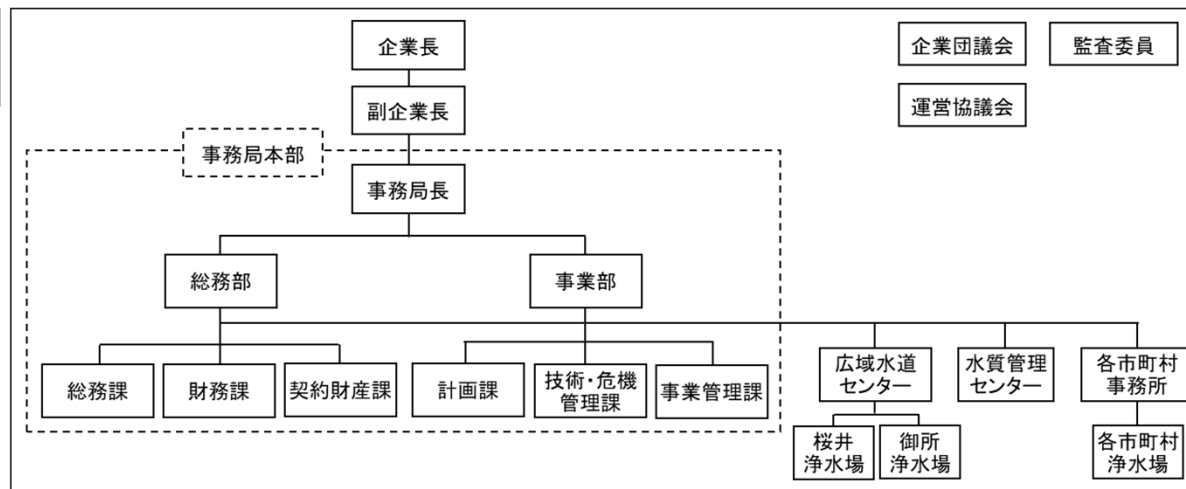 企業長
企業団議会
監査委員
副企業長
運営協議会
事務局本部
事務局長
総務部
事業部
総務課
財務課
契約財産課
計画課
技術・危機
管理課
事業管理課
広域水道
センター
水質管理
センター
各市町村
事務所
桜井
浄水場
御所
浄水場
各市町村
浄水場